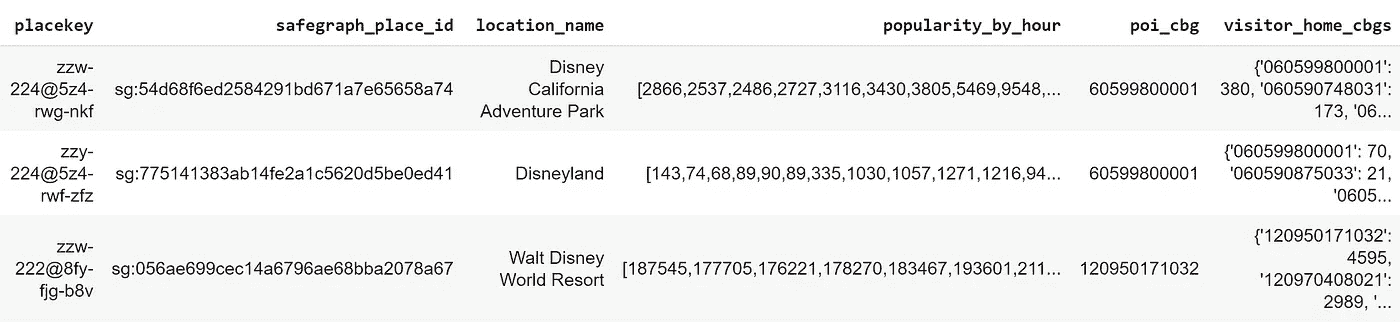 placekey safegraph_place_id location_name popularity_by_hour poi_cbg visitor_home_cbgs
zzw-
224@5z4-
rwg-nkf
sg:54d68f6ed2584291bd671a7e65658a74
Disney
California
Adventure Park
[2866,2537,2486,2727,3116,3430,3805,5469,9548,...
60599800001
{'060599800001':
380, '060590748031':
173, '06...
zzy-
224@5z4-
rwf-zfz
sg:775141383ab14fe2a1c5620d5be0ed41
Disneyland
[143,74,68,89,90,89,335,1030,1057,1271,1216,94...
60599800001
{'060599800001': 70,
'060590875033': 21,
'0605...
zzw-
222@8fy-
fjg-b8v
sg:056ae699cec14a6796ae68bba2078a67
Walt Disney
World Resort
[187545,177705,176221,178270,183467,193601,211...
120950171032
{'120950171032':
4595,
'120970408021':
2989, '...